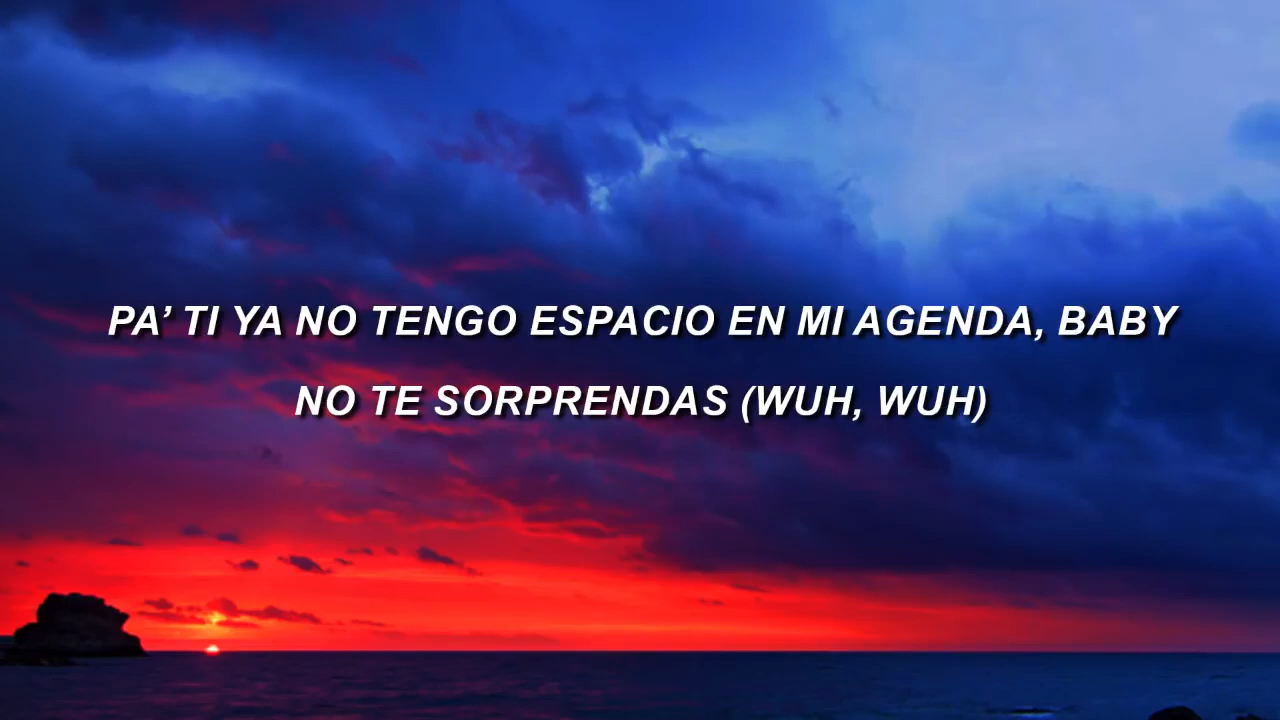 PA’ TI YA NO TENGO ESPACIO EN MI AGENDA, BABY
NO TE SORPRENDAS (WUH, WUH)